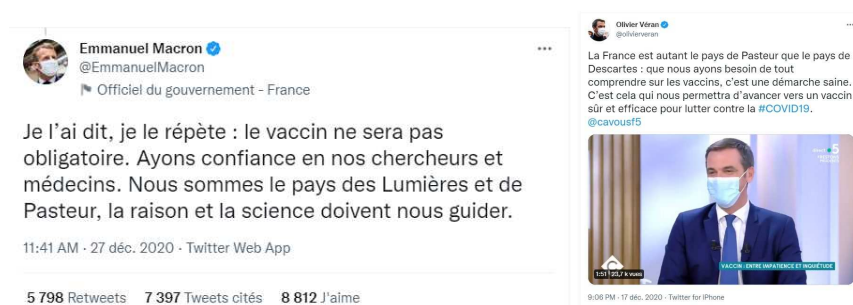 Emmanuel Macron
@EmmanuelMacron
Officiel du gouvernement - France
Je l'ai dit, je le répète : le vaccin ne sera pas
obligatoire. Ayons confiance en nos chercheurs et
médecins. Nous sommes le pays des Lumières et de
Pasteur, la raison et la science doivent nous guider.
11:41 AM · 27 déc. 2020 · Twitter Web App
5 798 Retweets 7 397 Tweets cités 8 812 J'aime
Olivier Véran
@olivierveran
La France est autant le pays de Pasteur que le pays de
Descartes : que nous ayons besoin de tout
comprendre sur les vaccins, c'est une démarche saine.
C'est cela qui nous permettra d'avancer vers un vaccin
sûr et efficace pour lutter contre la #COVID19.
@cavousf5
5
VACCIN : ENTRE IMPATIENCE ET INQUIÉTUDE
1:51 23,7 k vues
9:06 PM · 17 déc. 2020 · Twitter for iPhone